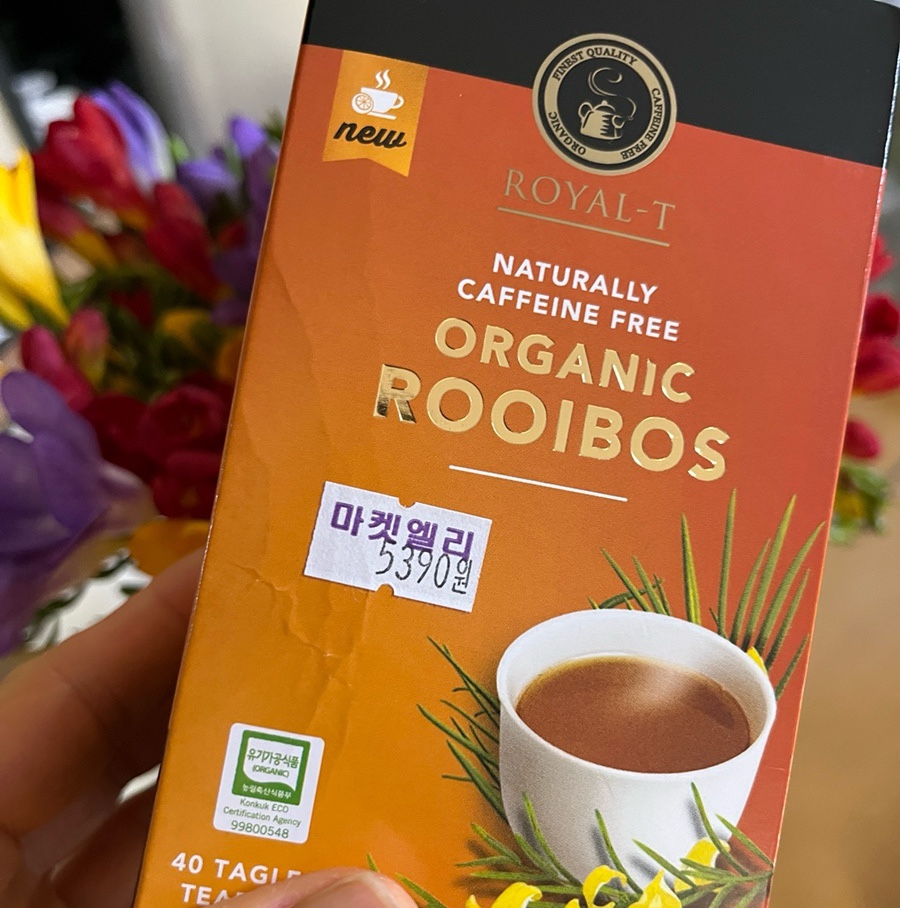 new
FINEST QUALITY
CAFFEINE FREE
ORGANIC
ROYAL-T
NATURALLY
CAFFEINE FREE
ORGANIC
ROOIBOS
마켓엘리
5390원
유기가공식품
(ORGANIC)
농림축산식품부
Konkuk ECO
Certification Agency
99800548
40